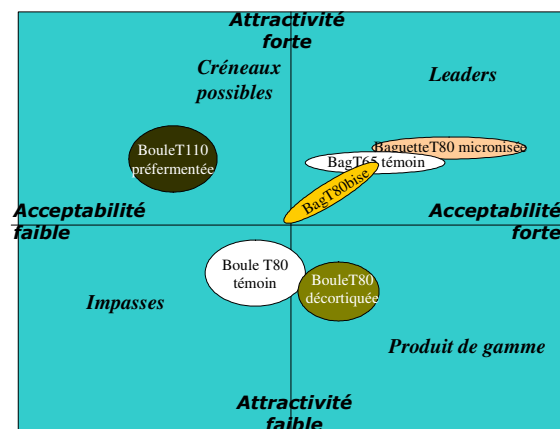 Attractivité
forte
Créneaux
possibles
Leaders
BouleT110
préfermentée
BaguetteT80 micronisée
BagT65 témoin
BagT80bise
Acceptabilité
faible
Acceptabilité
forte
Boule T80
témoin
BouleT80
décortiquée
Impasses
Produit de gamme
Attractivité
faible